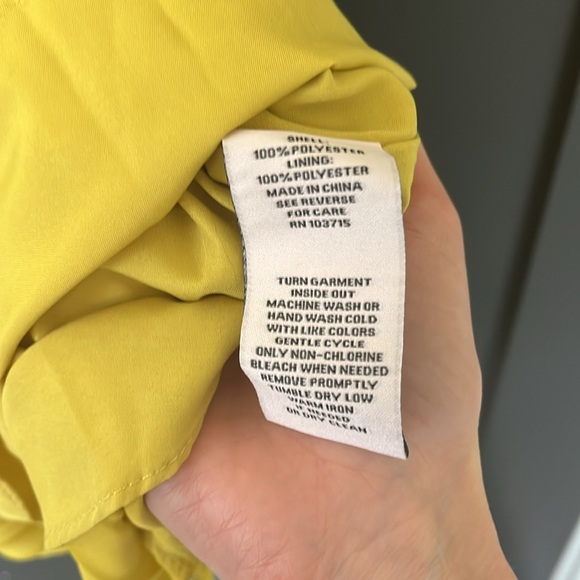 SHELL:
100% POLYESTER
LINING:
100% POLYESTER
MADE IN CHINA
SEE REVERSE
FOR CARE
RN 103715
TURN GARMENT
INSIDE OUT
MACHINE WASH OR
HAND WASH COLD
WITH LIKE COLORS
GENTLE CYCLE
ONLY NON-CHLORINE
BLEACH WHEN NEEDED
REMOVE PROMPTLY
TUMBLE DRY LOW
WARM IRON
IF NEEDED
OR DRY CLEAN